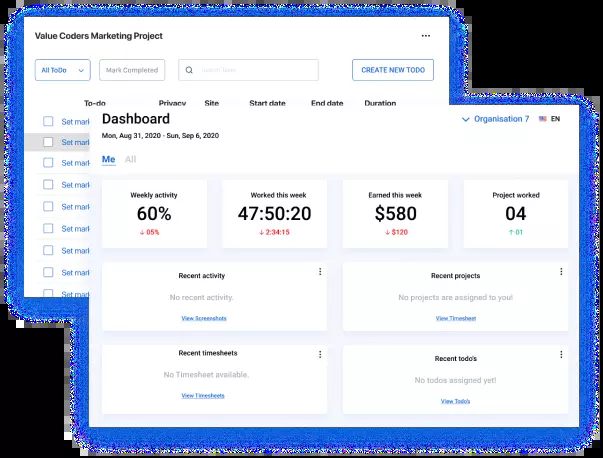 Value Coders Marketing Project
All ToDo
Mark Completed
CREATE NEW TODO
To-do Privacy Site Start date End date Duration
Set mark
Set mark
Set mark
Set mark
Set mark
Set mark
Set mark
Set mark
Set mark
Dashboard
Organisation 7
EN
Mon, Aug 31, 2020 - Sun, Sep 6, 2020
Me All
Weekly activity
60%
↓ 05%
Worked this week
47:50:20
↓ 2:34:15
Earned this week
$580
↓ $120
Project worked
04
↑ 01
Recent activity
No recent activity.
View Screenshots
Recent projects
No projects are assigned to you!
View Timesheet
Recent timesheets
No Timesheet available.
View Timesheets
Recent todo's
No todos assigned yet!
View Todo's